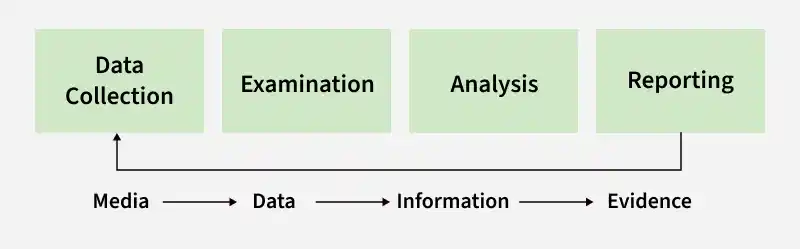 Data
Collection
Examination
Analysis
Reporting
Media
Data
Information
Evidence